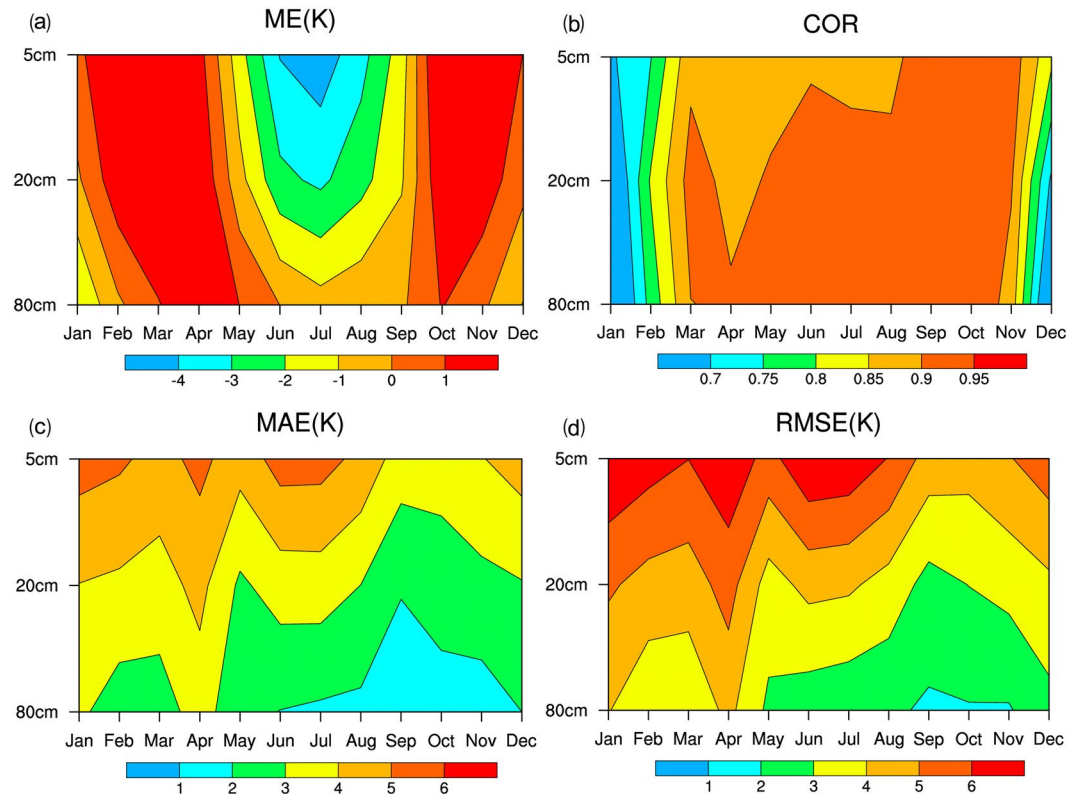 (a) ME(K)
5cm
20cm
80cm
Jan Feb Mar Apr May Jun Jul Aug Sep Oct Nov Dec
-4 -3 -2 -1 0 1
(b) COR
5cm
20cm
80cm
Jan Feb Mar Apr May Jun Jul Aug Sep Oct Nov Dec
0.7 0.75 0.8 0.85 0.9 0.95
(c) MAE(K)
5cm
20cm
80cm
Jan Feb Mar Apr May Jun Jul Aug Sep Oct Nov Dec
1 2 3 4 5 6
(d) RMSE(K)
5cm
20cm
80cm
Jan Feb Mar Apr May Jun Jul Aug Sep Oct Nov Dec
1 2 3 4 5 6